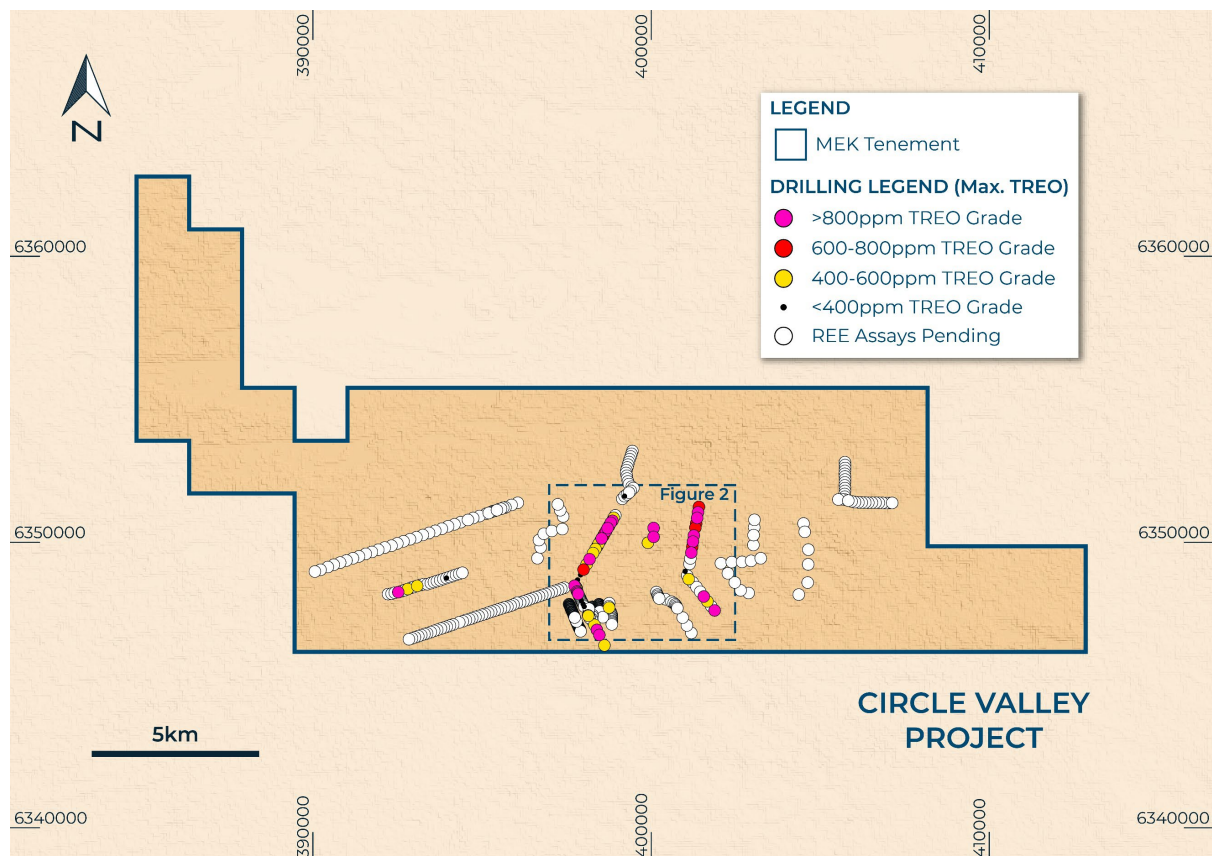 390000
400000
410000
N
LEGEND
MEK Tenement
DRILLING LEGEND (Max. TREO)
>800ppm TREO Grade
600-800ppm TREO Grade
400-600ppm TREO Grade
<400ppm TREO Grade
REE Assays Pending
6360000
6360000
Figure 2
6350000
6350000
CIRCLE VALLEY
PROJECT
5km
6340000
6340000
390000
400000
410000